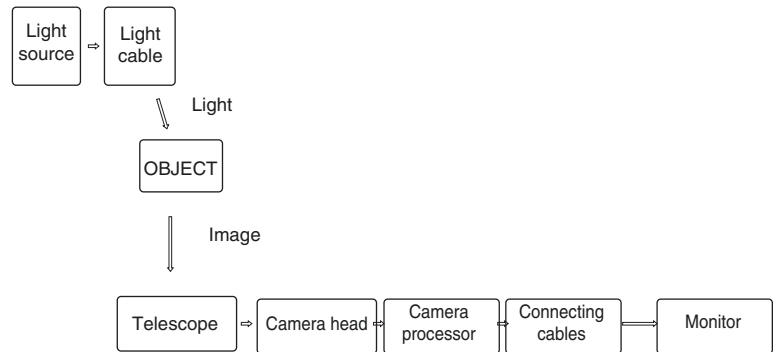 Light
source
Light
cable
Light
OBJECT
Image
Telescope
Camera head
Camera
processor
Connecting
cables
Monitor